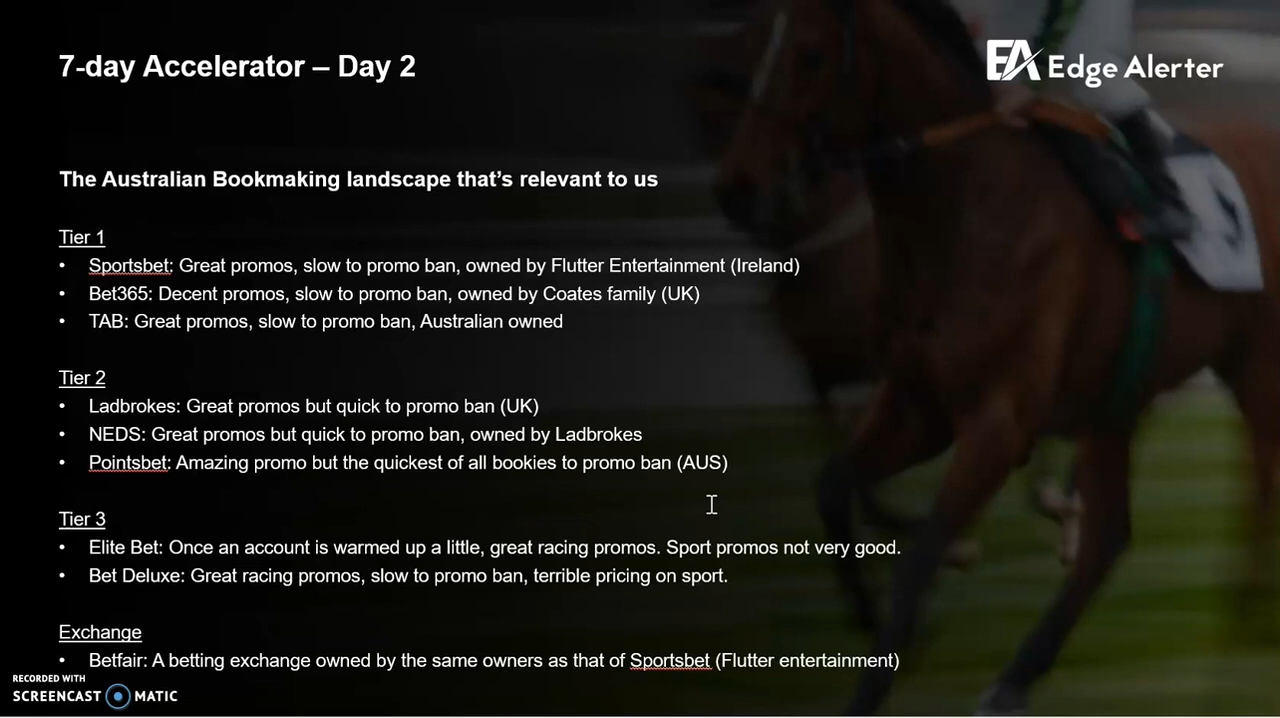 7-day Accelerator – Day 2
EA Edge Alerter
The Australian Bookmaking landscape that's relevant to us
Tier 1
• Sportsbet: Great promos, slow to promo ban, owned by Flutter Entertainment (Ireland)
• Bet365: Decent promos, slow to promo ban, owned by Coates family (UK)
• TAB: Great promos, slow to promo ban, Australian owned
Tier 2
• Ladbrokes: Great promos but quick to promo ban (UK)
• NEDS: Great promos but quick to promo ban, owned by Ladbrokes
• Pointsbet: Amazing promo but the quickest of all bookies to promo ban (AUS)
Tier 3
• Elite Bet: Once an account is warmed up a little, great racing promos. Sport promos not very good.
• Bet Deluxe: Great racing promos, slow to promo ban, terrible pricing on sport.
Exchange
• Betfair: A betting exchange owned by the same owners as that of Sportsbet (Flutter entertainment)
RECORDED WITH
SCREENCAST MATIC